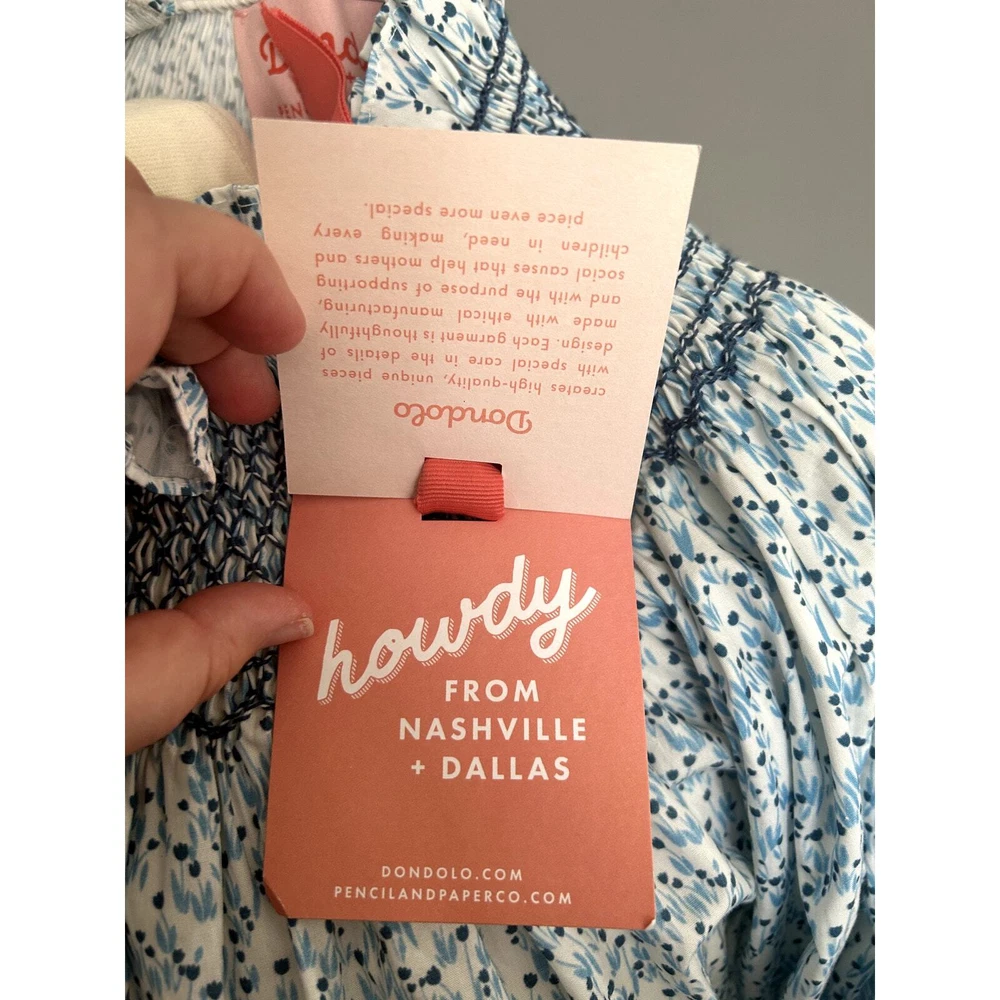 Dondolo
creates high-quality, unique pieces
with special care in the details of
design. Each garment is thoughtfully
made with ethical manufacturing,
and with the purpose of supporting
social causes that help mothers and
children in need, making every
piece even more special.
howdy
FROM
NASHVILLE
+ DALLAS
DONDOLO.COM
PENCILANDPAPERCO.COM